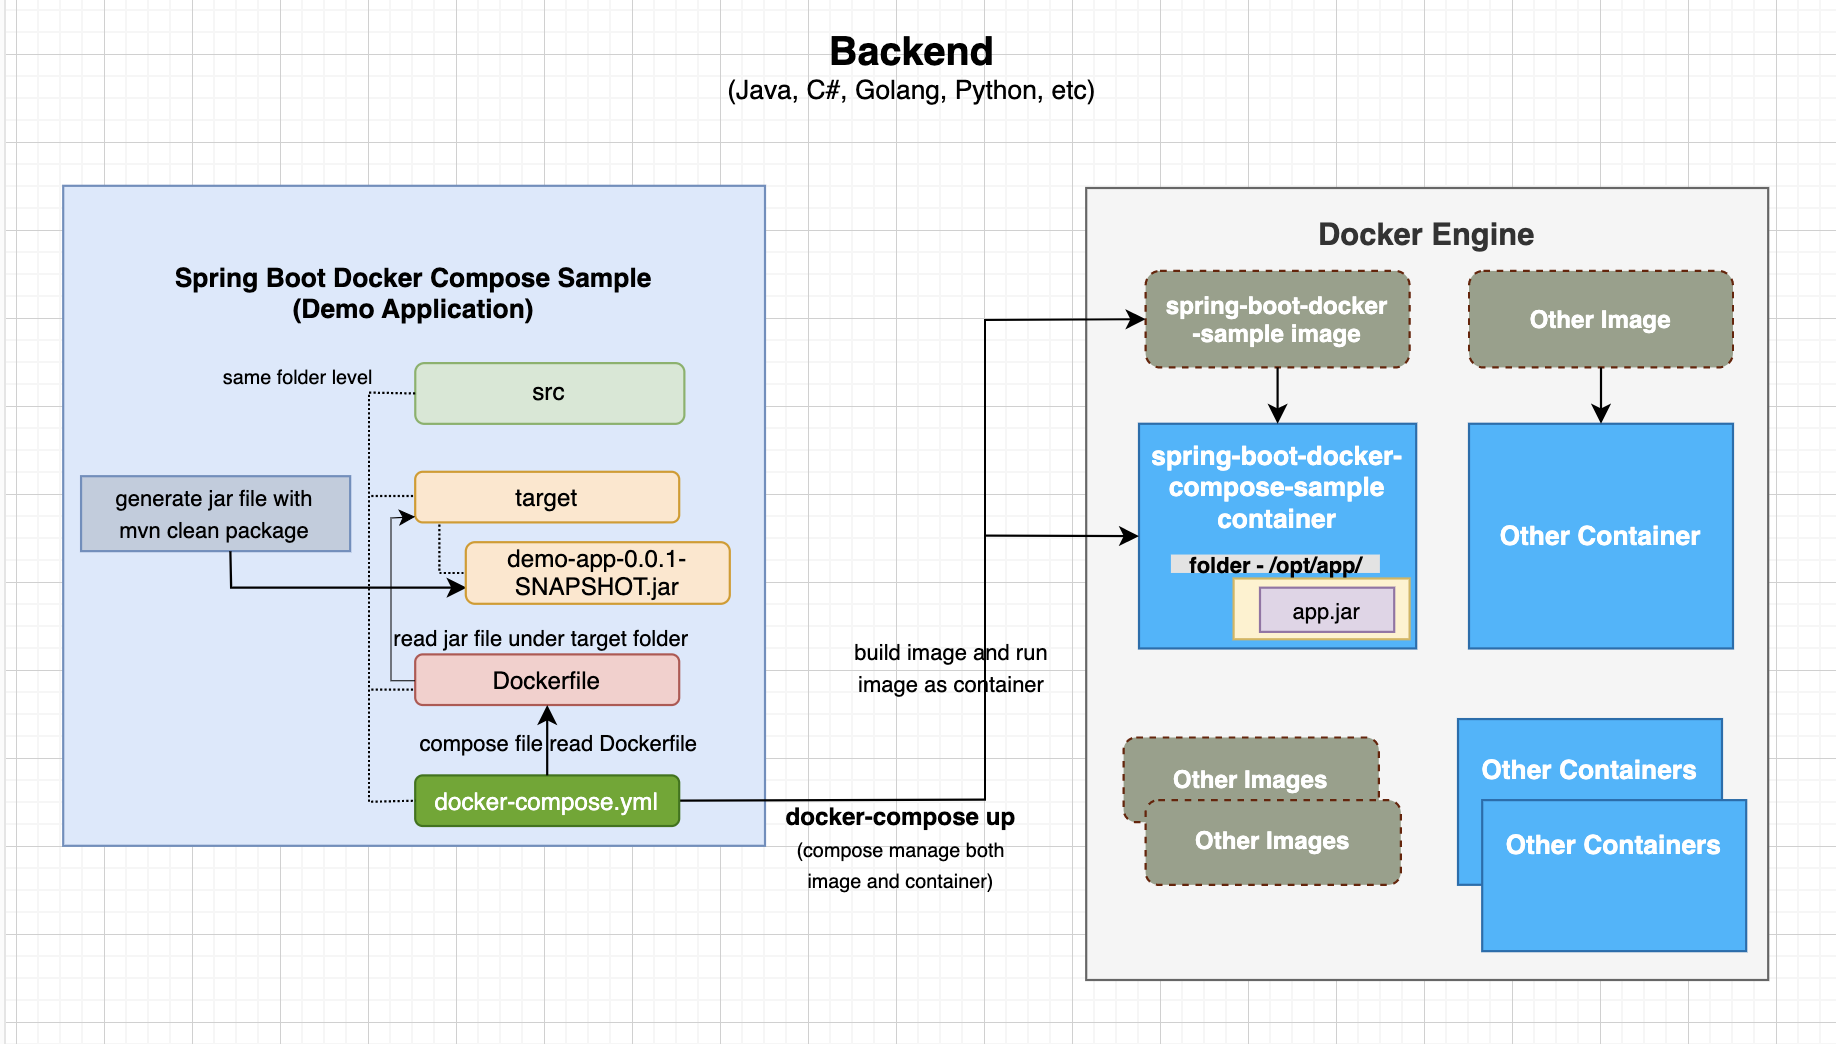 Backend
(Java, C#, Golang, Python, etc)
Spring Boot Docker Compose Sample
(Demo Application)
same folder level
src
generate jar file with
mvn clean package
target
demo-app-0.0.1-
SNAPSHOT.jar
read jar file under target folder
Dockerfile
compose file read Dockerfile
docker-compose.yml
build image and run
image as container
docker-compose up
(compose manage both
image and container)
Docker Engine
spring-boot-docker
-sample image
Other Image
spring-boot-docker-
compose-sample
container
folder - /opt/app/
app.jar
Other Container
Other Images
Other Images
Other Containers
Other Containers